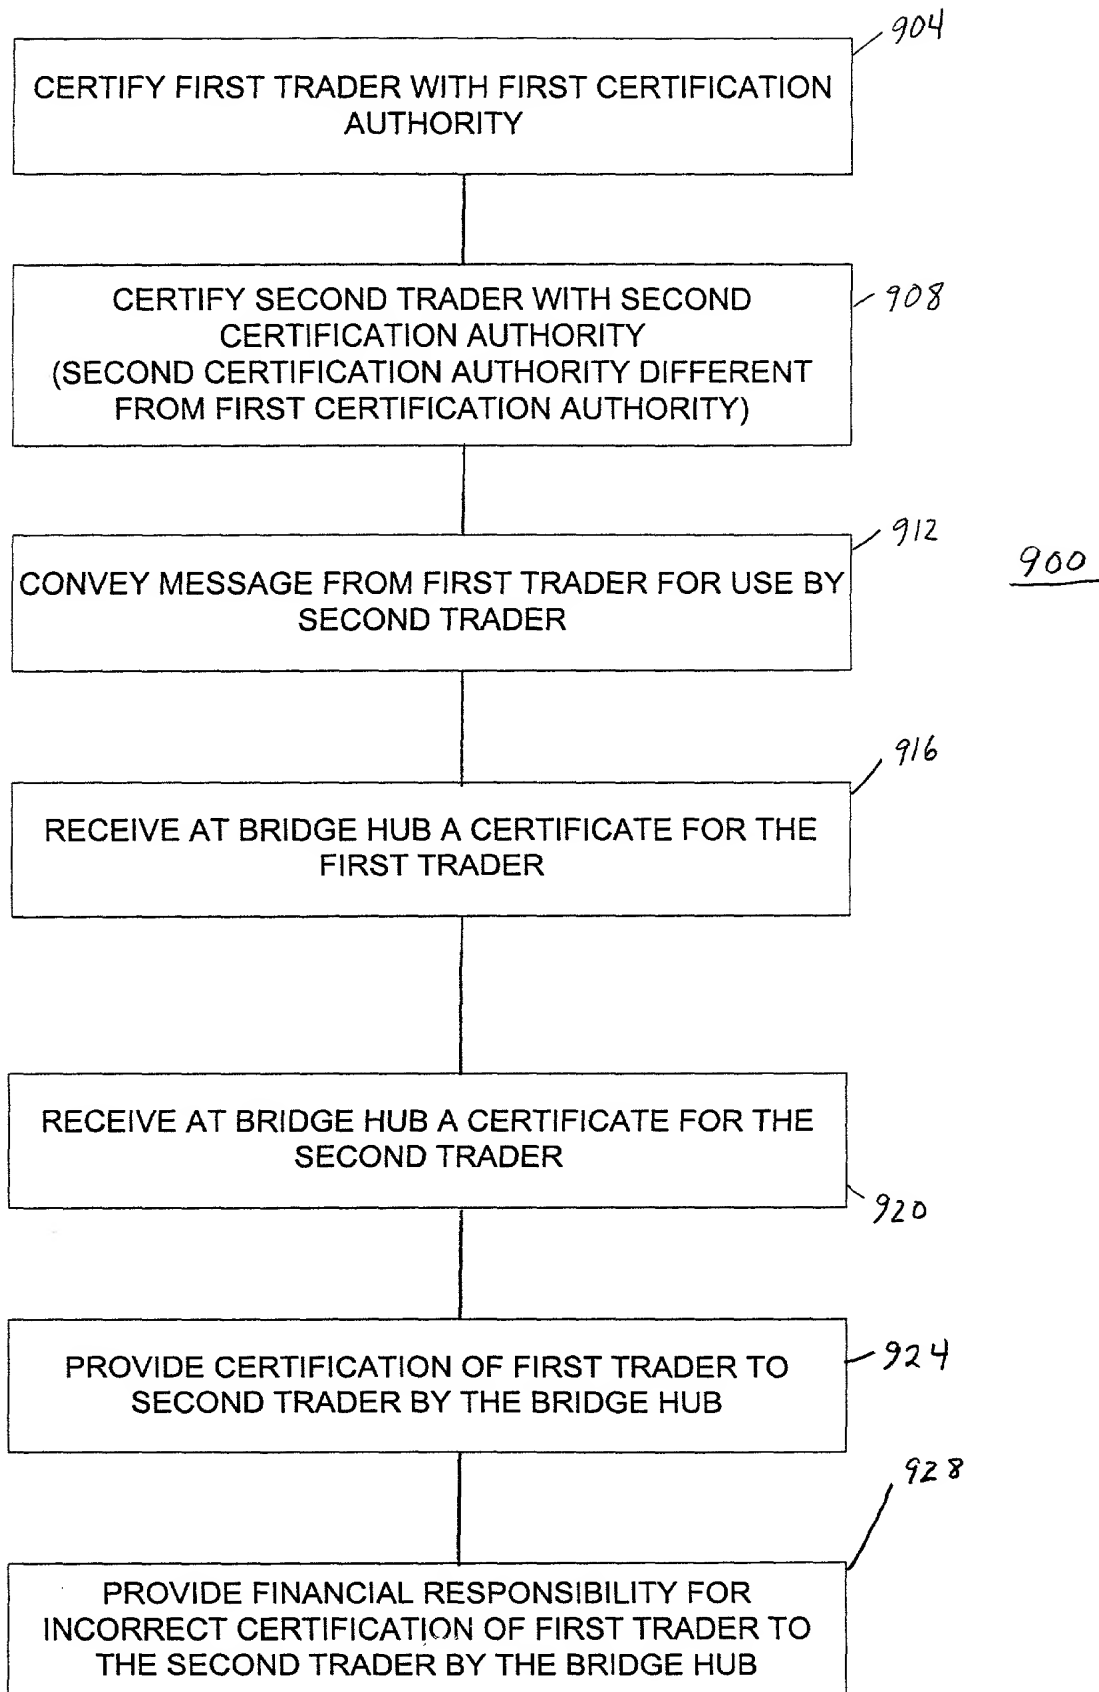 904
CERTIFY FIRST TRADER WITH FIRST CERTIFICATION
AUTHORITY
CERTIFY SECOND TRADER WITH SECOND
CERTIFICATION AUTHORITY
(SECOND CERTIFICATION AUTHORITY DIFFERENT
FROM FIRST CERTIFICATION AUTHORITY)
908
912
CONVEY MESSAGE FROM FIRST TRADER FOR USE BY
SECOND TRADER
900
916
RECEIVE AT BRIDGE HUB A CERTIFICATE FOR THE
FIRST TRADER
RECEIVE AT BRIDGE HUB A CERTIFICATE FOR THE
SECOND TRADER
920
PROVIDE CERTIFICATION OF FIRST TRADER TO
SECOND TRADER BY THE BRIDGE HUB
924
928
PROVIDE FINANCIAL RESPONSIBILITY FOR
INCORRECT CERTIFICATION OF FIRST TRADER TO
THE SECOND TRADER BY THE BRIDGE HUB